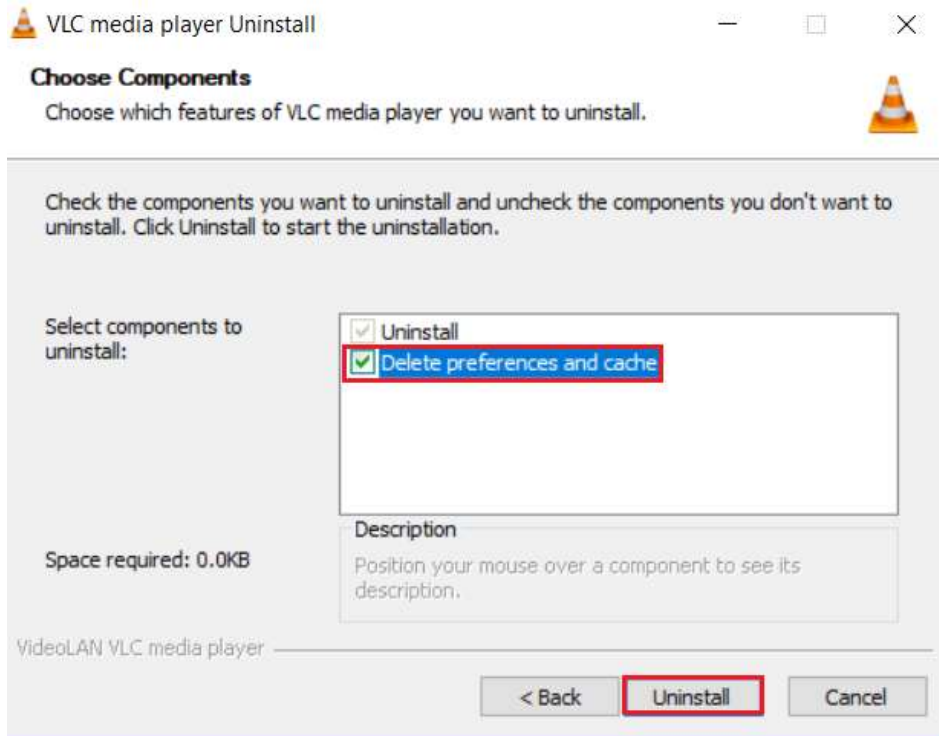 VLC media player Uninstall
Choose Components
Choose which features of VLC media player you want to uninstall.
Check the components you want to uninstall and uncheck the components you don't want to
uninstall. Click Uninstall to start the uninstallation.
Select components to
uninstall:
Uninstall
Delete preferences and cache
Space required: 0.0KB
Description
Position your mouse over a component to see its
description.
VideoLAN VLC media player
< Back
Uninstall
Cancel